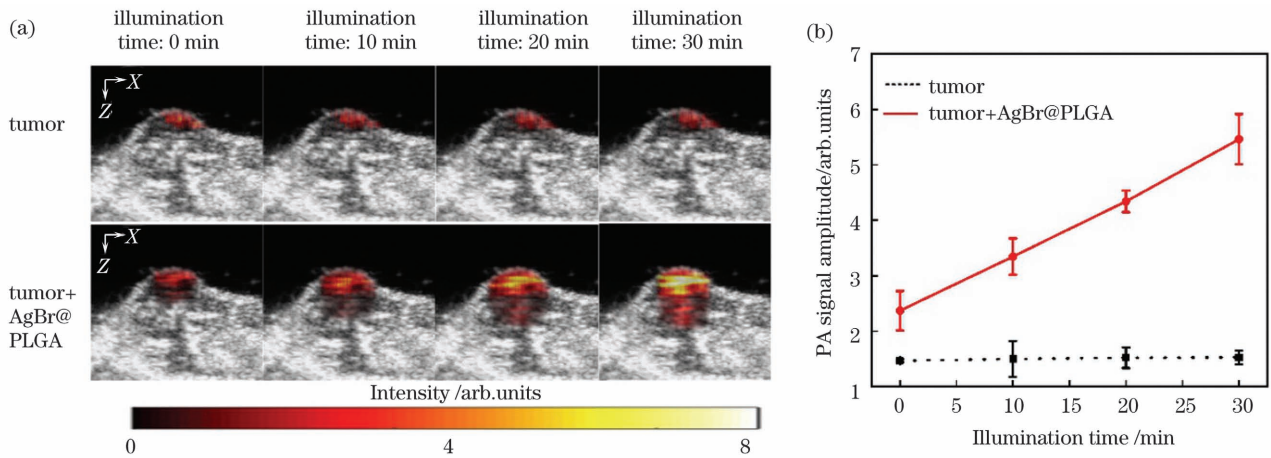 (a)
illumination
time: 0 min
illumination
time: 10 min
illumination
time: 20 min
illumination
time: 30 min
X
Z
tumor
X
Z
tumor+
AgBr@
PLGA
Intensity /arb.units
0
4
8
(b)
7
6
5
4
3
2
1
PA signal amplitude/arb.units
tumor
tumor+AgBr@PLGA
0
5
10
15
20
25
30
Illumination time /min